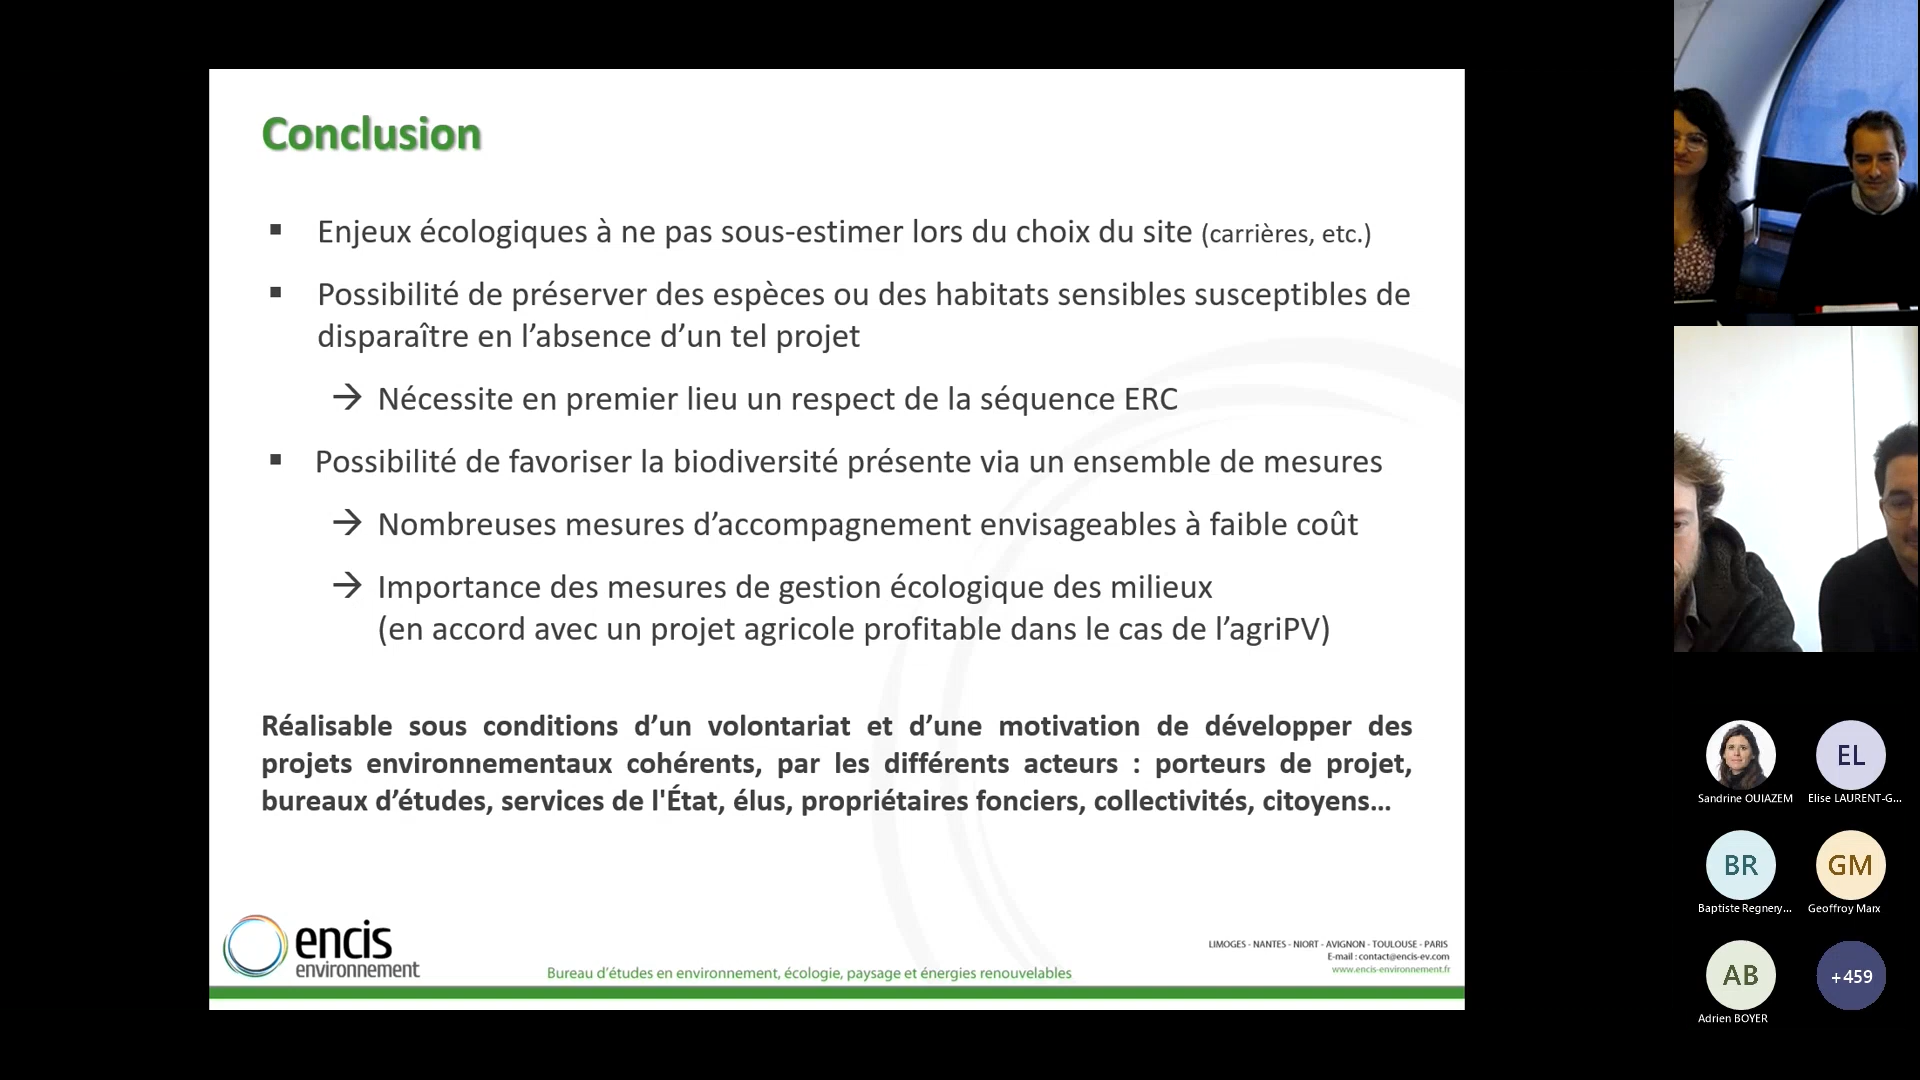 Conclusion
▪ Enjeux écologiques à ne pas sous-estimer lors du choix du site (carrières, etc.)
▪ Possibilité de préserver des espèces ou des habitats sensibles susceptibles de
disparaître en l’absence d’un tel projet
→ Nécessite en premier lieu un respect de la séquence ERC
▪ Possibilité de favoriser la biodiversité présente via un ensemble de mesures
→ Nombreuses mesures d’accompagnement envisageables à faible coût
→ Importance des mesures de gestion écologique des milieux
(en accord avec un projet agricole profitable dans le cas de l’agriPV)
Réalisable sous conditions d’un volontariat et d’une motivation de développer des
projets environnementaux cohérents, par les différents acteurs : porteurs de projet,
bureaux d’études, services de l'État, élus, propriétaires fonciers, collectivités, citoyens…
encis
environnement
Bureau d’études en environnement, écologie, paysage et énergies renouvelables
LIMOGES - NANTES - NIORT - AVIGNON - TOULOUSE - PARIS
E-mail : contact@encis-ev.com
www.encis-environnement.fr
EL
Sandrine OUIAZEM
Elise LAURENT-G...
BR
GM
Baptiste Regnery...
Geoffroy Marx
AB
+459
Adrien BOYER